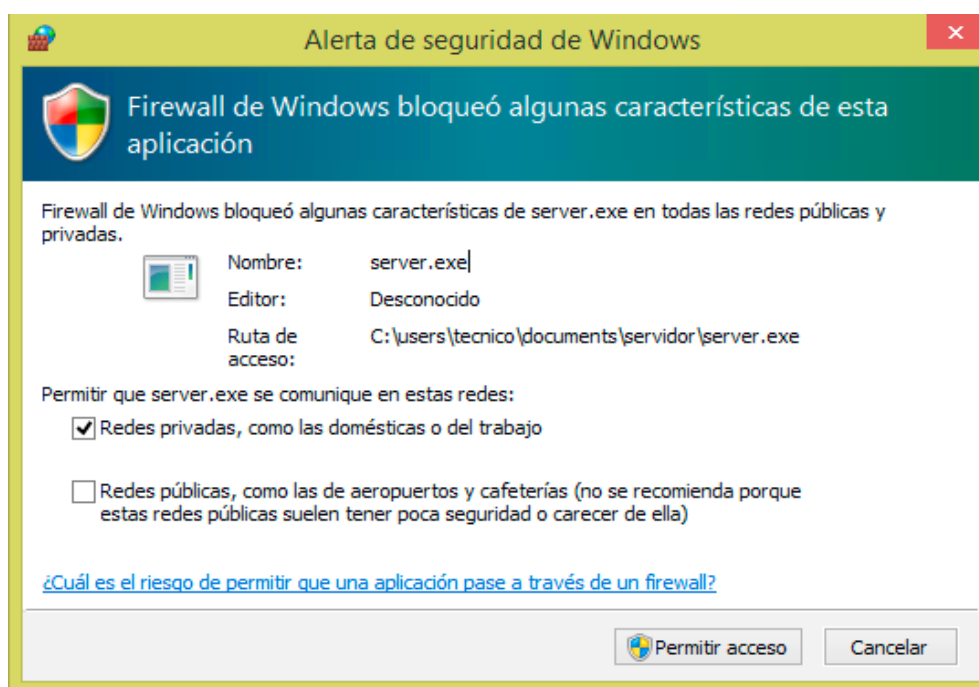 Alerta de seguridad de Windows
Firewall de Windows bloqueó algunas características de esta
aplicación
Firewall de Windows bloqueó algunas características de server.exe en todas las redes públicas y
privadas.
Nombre: server.exe
Editor: Desconocido
Ruta de C:\users\tecnico\documents\servidor\server.exe
acceso:
Permitir que server.exe se comunique en estas redes:
Redes privadas, como las domésticas o del trabajo
Redes públicas, como las de aeropuertos y cafeterías (no se recomienda porque
estas redes públicas suelen tener poca seguridad o carecer de ella)
¿Cuál es el riesgo de permitir que una aplicación pase a través de un firewall?
Permitir acceso Cancelar